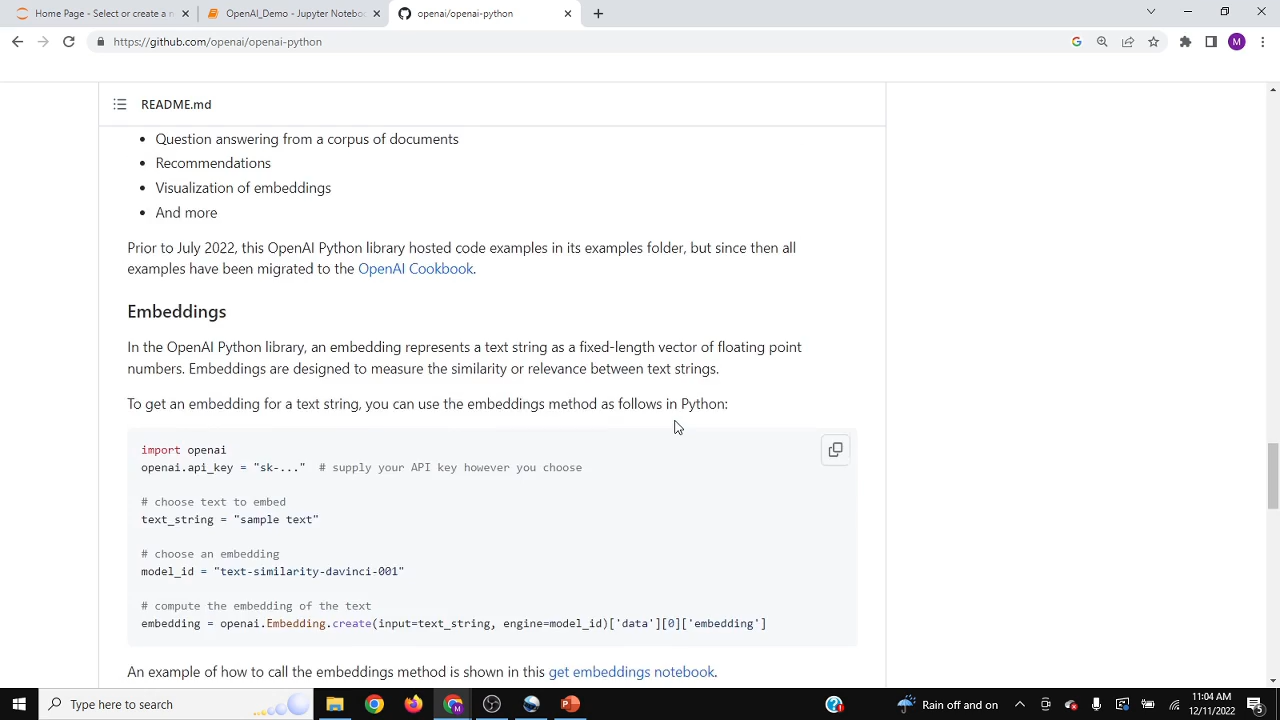 Home Page - Select or create a n
OpenAI_Demo - Jupyter Notebo
openai/openai-python
https://github.com/openai/openai-python
G
M
README.md
Question answering from a corpus of documents
Recommendations
Visualization of embeddings
And more
Prior to July 2022, this OpenAI Python library hosted code examples in its examples folder, but since then all
examples have been migrated to the OpenAI Cookbook.
Embeddings
In the OpenAI Python library, an embedding represents a text string as a fixed-length vector of floating point
numbers. Embeddings are designed to measure the similarity or relevance between text strings.
To get an embedding for a text string, you can use the embeddings method as follows in Python:
import openai
openai.api_key = "sk-..."  # supply your API key however you choose
# choose text to embed
text_string = "sample text"
# choose an embedding
model_id = "text-similarity-davinci-001"
# compute the embedding of the text
embedding = openai.Embedding.create(input=text_string, engine=model_id)['data'][0]['embedding']
An example of how to call the embeddings method is shown in this get embeddings notebook.
Type here to search
Rain off and on
11:04 AM
12/11/2022